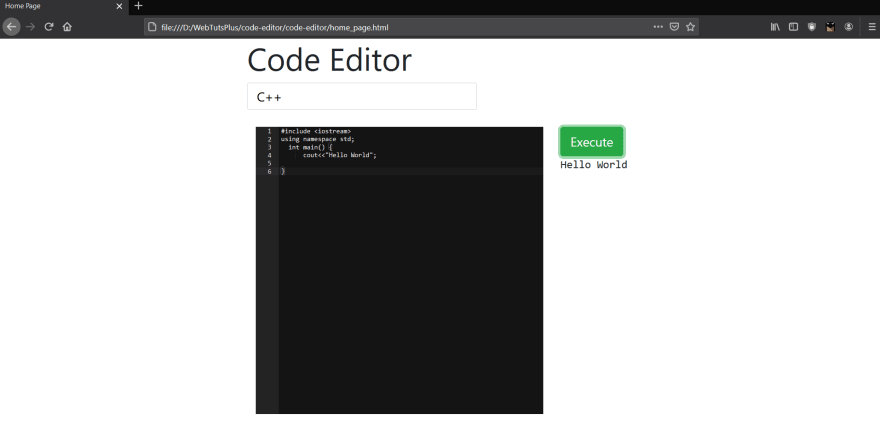 Home Page
file:///D:/WebTutsPlus/code-editor/code-editor/home_page.html
Code Editor
C++
1 #include <iostream>
2 using namespace std;
3 int main() {
4 cout<<"Hello World";
5
6 }
Execute
Hello World